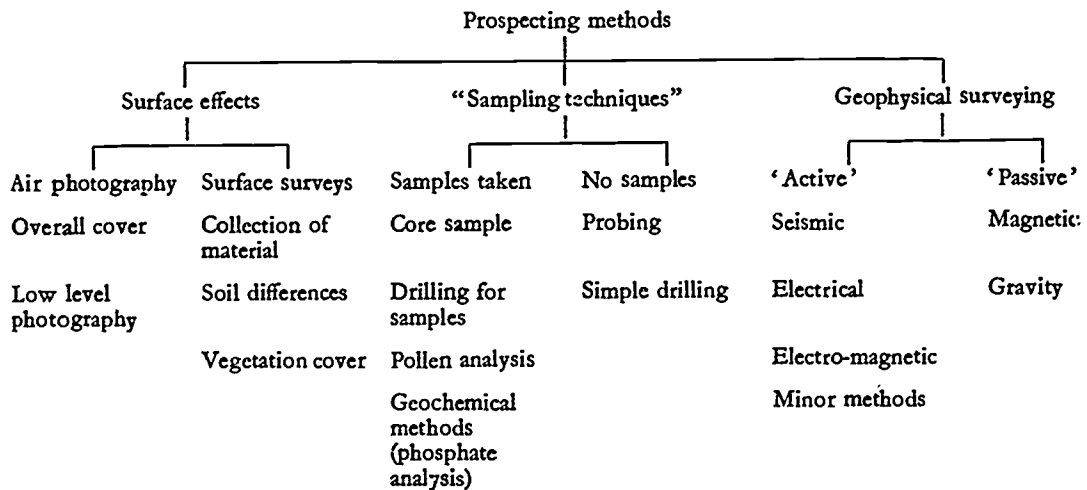 Prospecting methods
Surface effects
“Sampling techniques”
Geophysical surveying
Air photography
Surface surveys
Samples taken
No samples
‘Active’
‘Passive’
Overall cover
Collection of
material
Core sample
Probing
Seismic
Magnetic
Low level
photography
Soil differences
Drilling for
samples
Simple drilling
Electrical
Gravity
Vegetation cover
Pollen analysis
Electro-magnetic
Geochemical
methods
(phosphate
analysis)
Minor methods